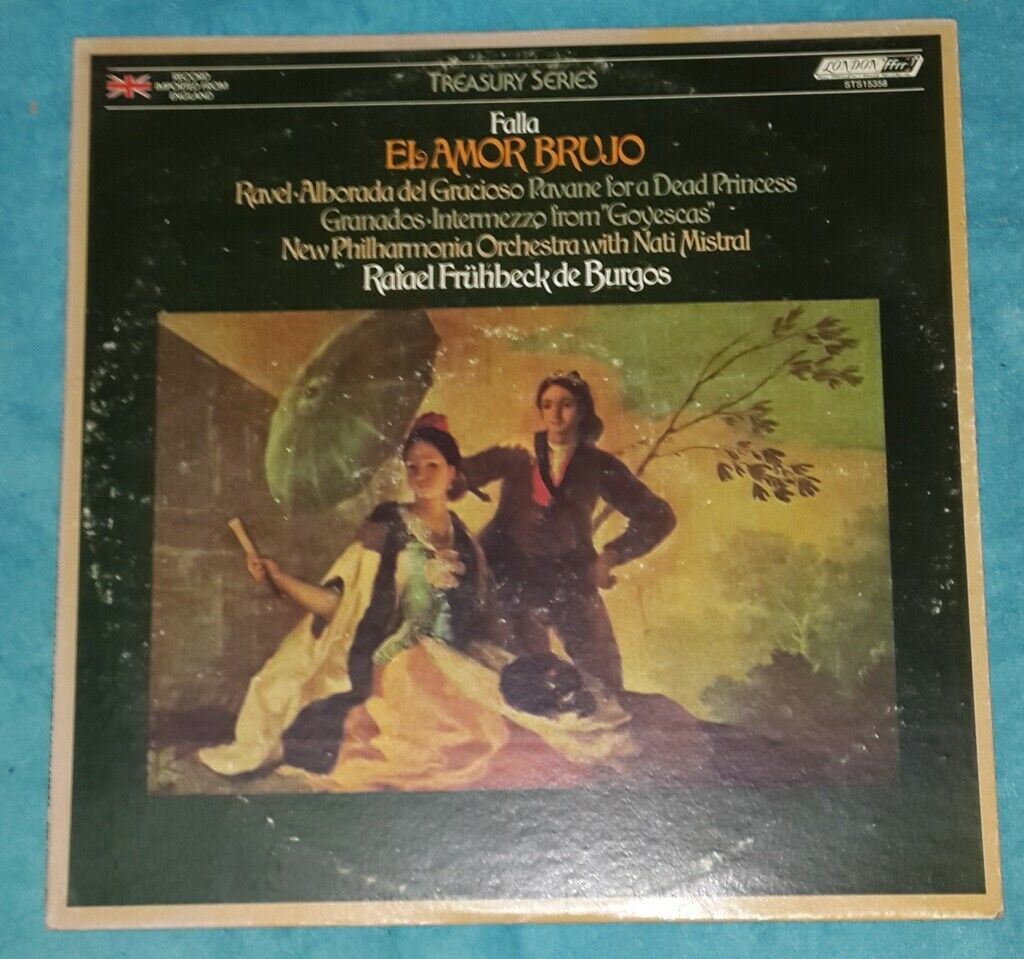 RECORD
IMPORTED FROM
ENGLAND
TREASURY SERIES
LONDON ffrr
STS15358
Falla
EL AMOR BRUJO
Ravel·Alborada del Gracioso Pavane for a Dead Princess
Granados·Intermezzo from "Goyescas"
New Philharmonia Orchestra with Nati Mistral
Rafael Frühbeck de Burgos